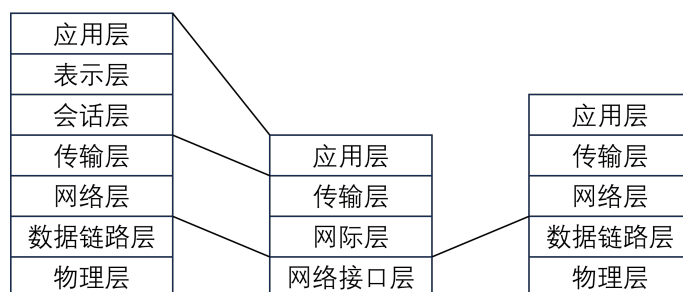 应用层
表示层
会话层
传输层
网络层
数据链路层
物理层
应用层
传输层
网际层
网络接口层
应用层
传输层
网络层
数据链路层
物理层